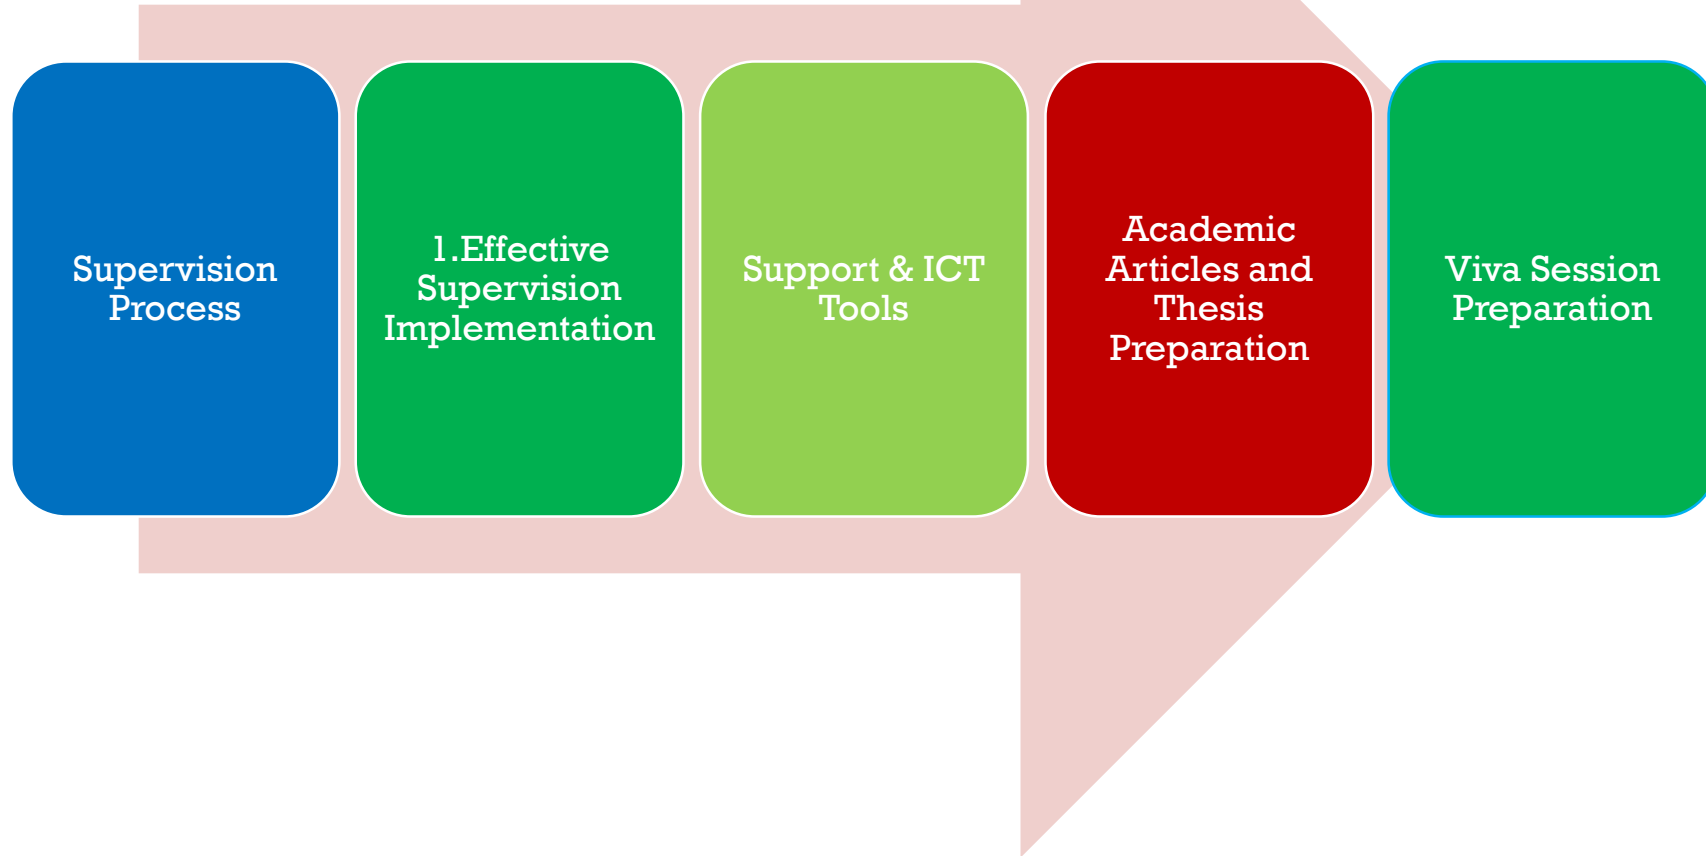 Supervision
Process
1.Effective
Supervision
Implementation
Support & ICT
Tools
Academic
Articles and
Thesis
Preparation
Viva Session
Preparation